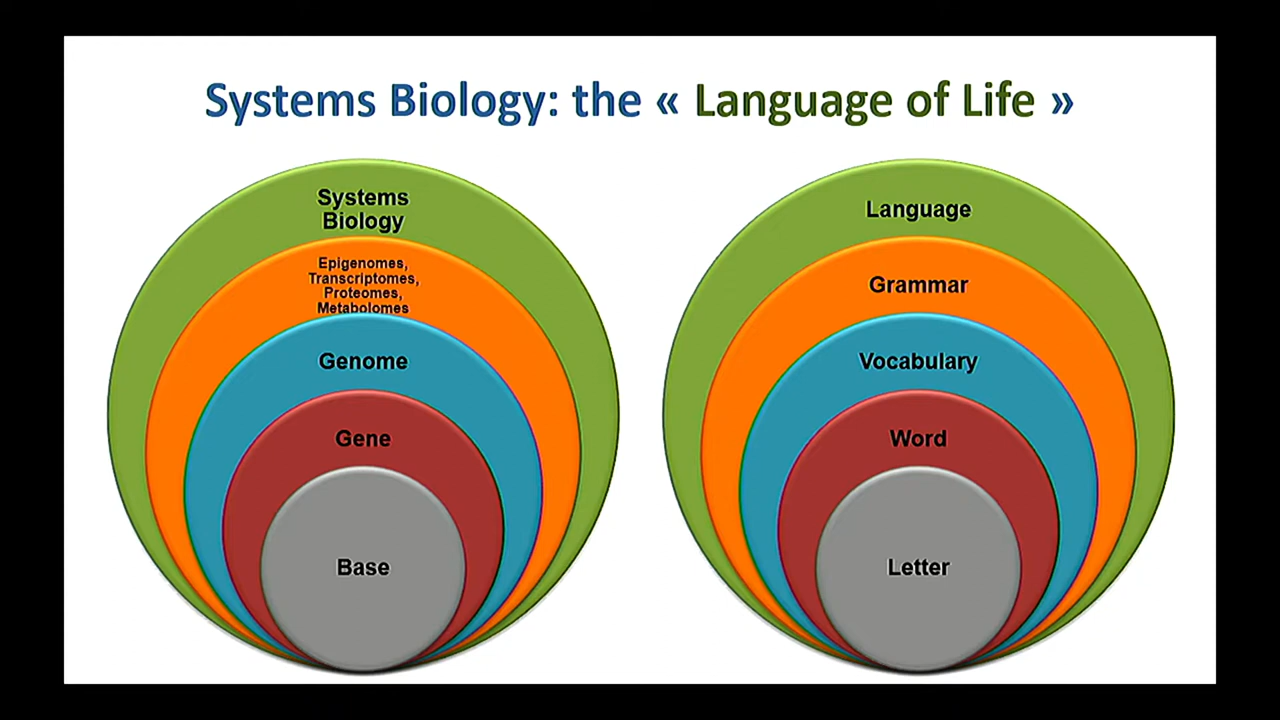 Systems Biology: the « Language of Life »
Systems
Biology
Epigenomes,
Transcriptomes,
Proteomes,
Metabolomes
Genome
Gene
Base
Language
Grammar
Vocabulary
Word
Letter